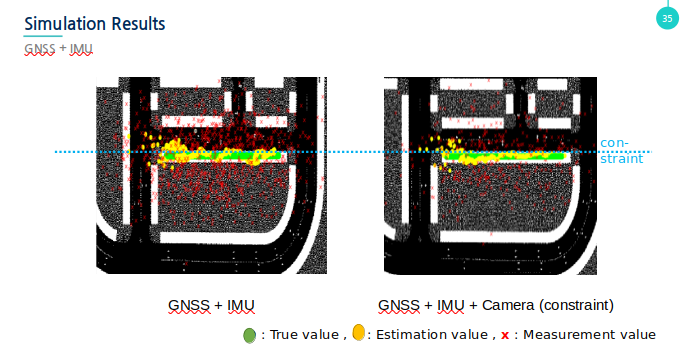 35
Simulation Results
GNSS + IMU
con-
straint
GNSS + IMU
GNSS + IMU + Camera (constraint)
: True value , : Estimation value , x : Measurement value